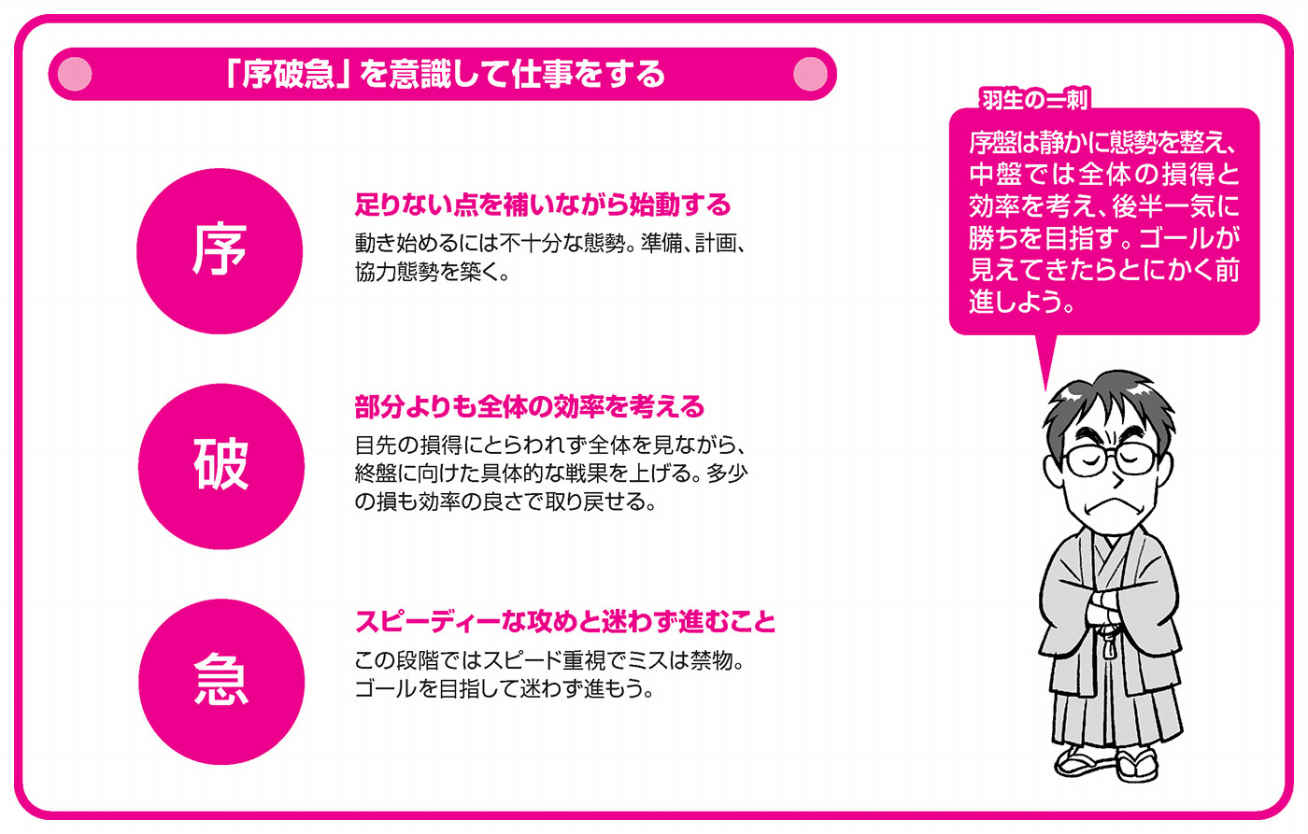 「序破急」を意識して仕事をする
序
足りない点を補いながら始動する
動き始めるには不十分な態勢。準備、計画、
協力態勢を築く。
破
部分よりも全体の効率を考える
目先の損得にとらわれず全体を見ながら、
終盤に向けた具体的な戦果を上げる。多少
の損も効率の良さで取り戻せる。
急
スピーディーな攻めと迷わず進むこと
この段階ではスピード重視でミスは禁物。
ゴールを目指して迷わず進もう。
羽生の一刺
序盤は静かに態勢を整え、
中盤では全体の損得と
効率を考え、後半一気に
勝ちを目指す。ゴールが
見えてきたらとにかく前
進しよう。